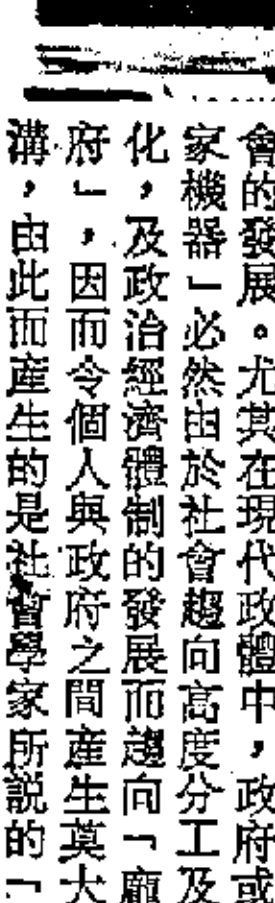 會的發展。尤其在現代政體中，政府或
家機器」必然由於社會趨向高度分工及
化，及政治經濟體制的發展而趨向「龐
府」，因而令個人與政府之間產生莫大
溝，由此而產生的是社會學家所説的「